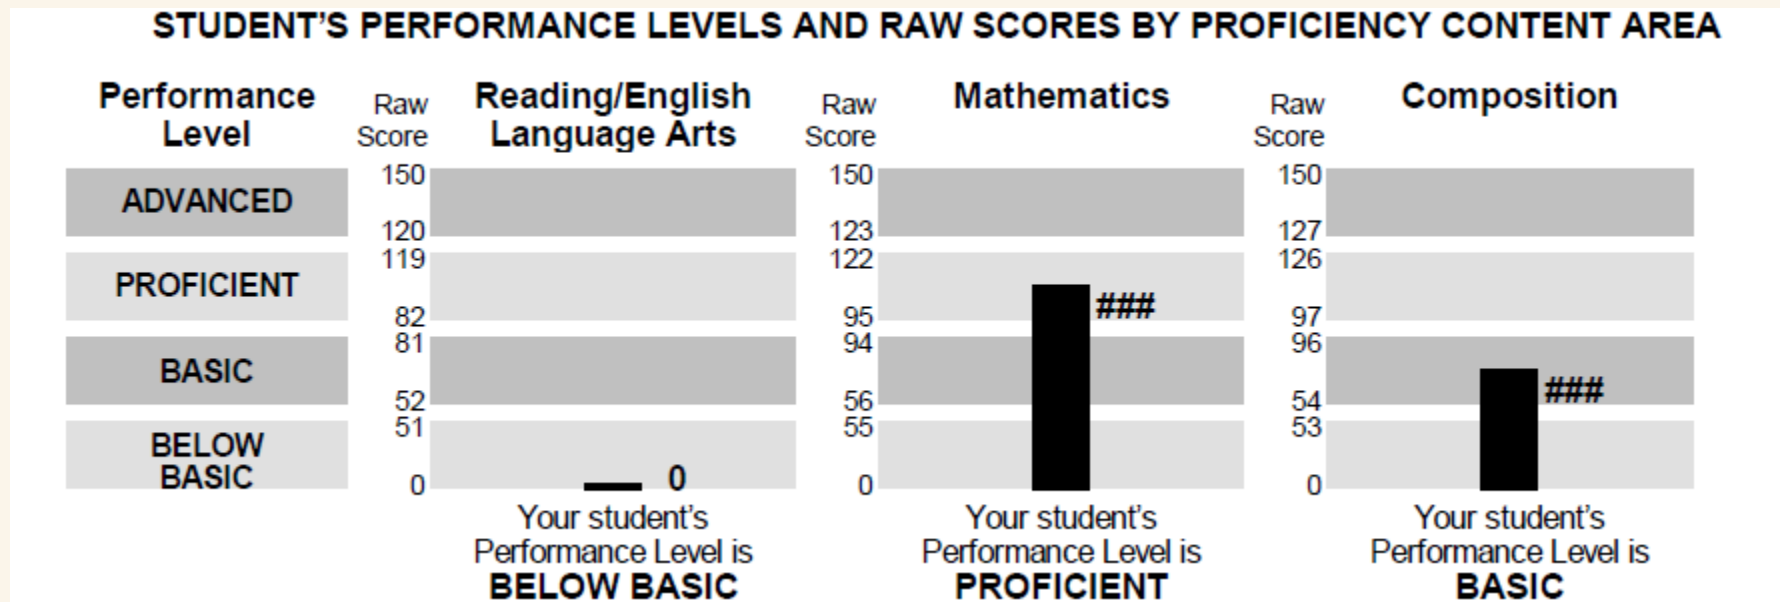 STUDENT’S PERFORMANCE LEVELS AND RAW SCORES BY PROFICIENCY CONTENT AREA
Performance
Level
Raw
Score
Reading/English
Language Arts
Raw
Score
Mathematics
Raw
Score
Composition
ADVANCED
150
120
150
123
150
127
PROFICIENT
119
82
122
95
###
126
97
BASIC
81
52
94
56
96
54
###
BELOW
BASIC
51
0
0
55
0
53
0
Your student’s
Performance Level is
BELOW BASIC
Your student’s
Performance Level is
PROFICIENT
Your student’s
Performance Level is
BASIC